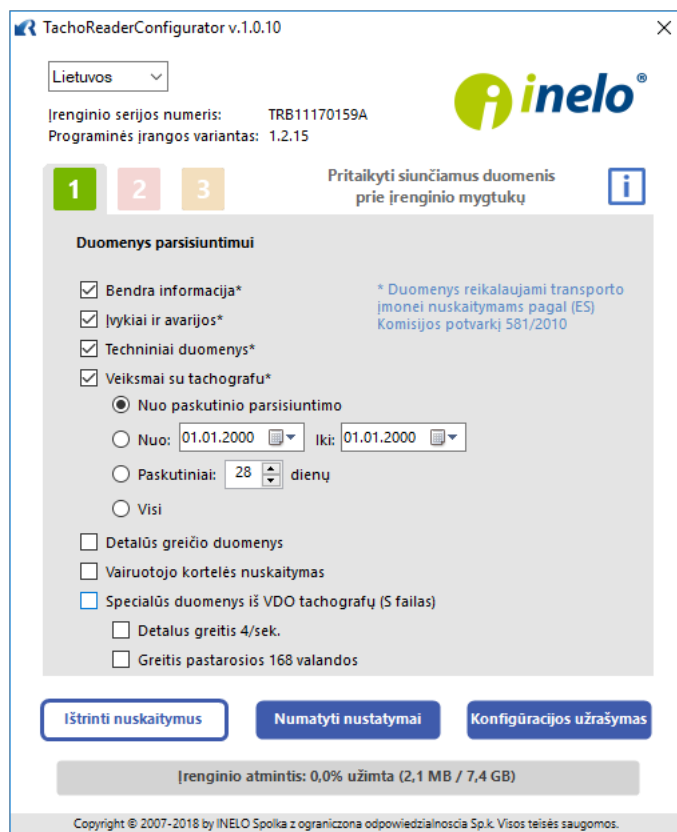 TachoReaderConfigurator v.1.0.10
Lietuvos
inelo®
Įrenginio serijos numeris: TRB11170159A
Programinės įrangos variantas: 1.2.15
1 2 3
Pritaikyti siunčiamus duomenis
prie įrenginio mygtukų
i
Duomenys parsisiuntimui
Bendra informacija*
* Duomenys reikalaujami transporto
įmonei nuskaitymams pagal (ES)
Komisijos potvarkį 581/2010
Įvykiai ir avarijos*
Techniniai duomenys*
Veiksmai su tachografu*
Nuo paskutinio parsisiuntimo
Nuo: 01.01.2000 Iki: 01.01.2000
Paskutiniai: 28 dienų
Visi
Detalūs greičio duomenys
Vairuotojo kortelės nuskaitymas
Specialūs duomenys iš VDO tachografų (S failas)
Detalus greitis 4/sek.
Greitis pastarosios 168 valandos
Ištrinti nuskaitymus
Numatyti nustatymai
Konfigūracijos užrašymas
Įrenginio atmintis: 0,0% užimta (2,1 MB / 7,4 GB)
Copyright © 2007-2018 by INELO Spolka z ograniczona odpowiedzialnoscia Sp.k. Visos teisės saugomos.